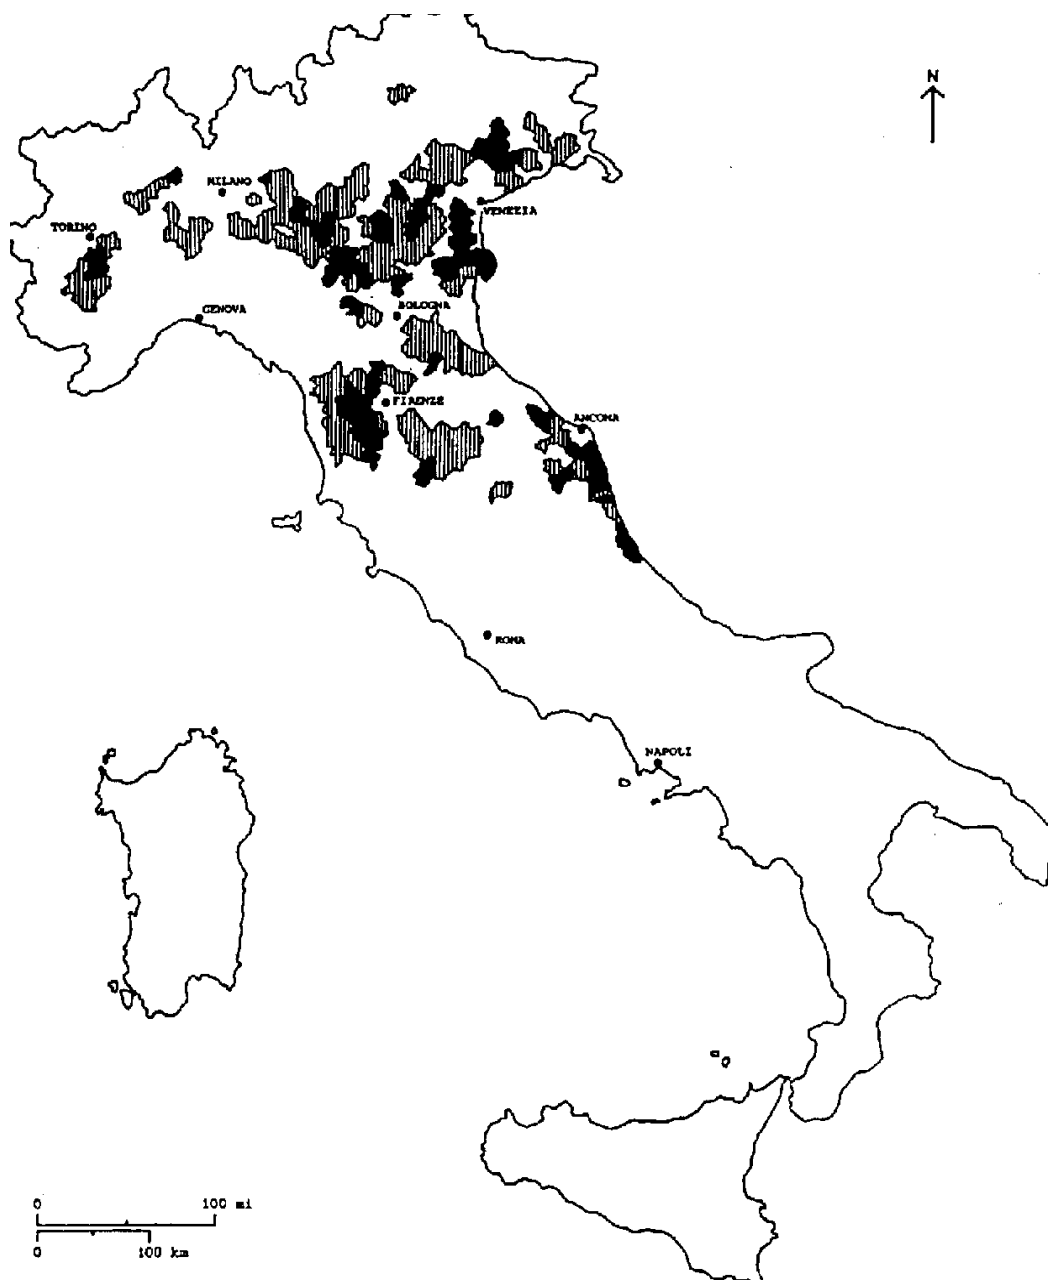 N
MILANO
VENEZIA
TORINO
GENOVA
BOLOGNA
FIRENZE
ANCONA
ROMA
NAPOLI
0 100 mi
0 100 km